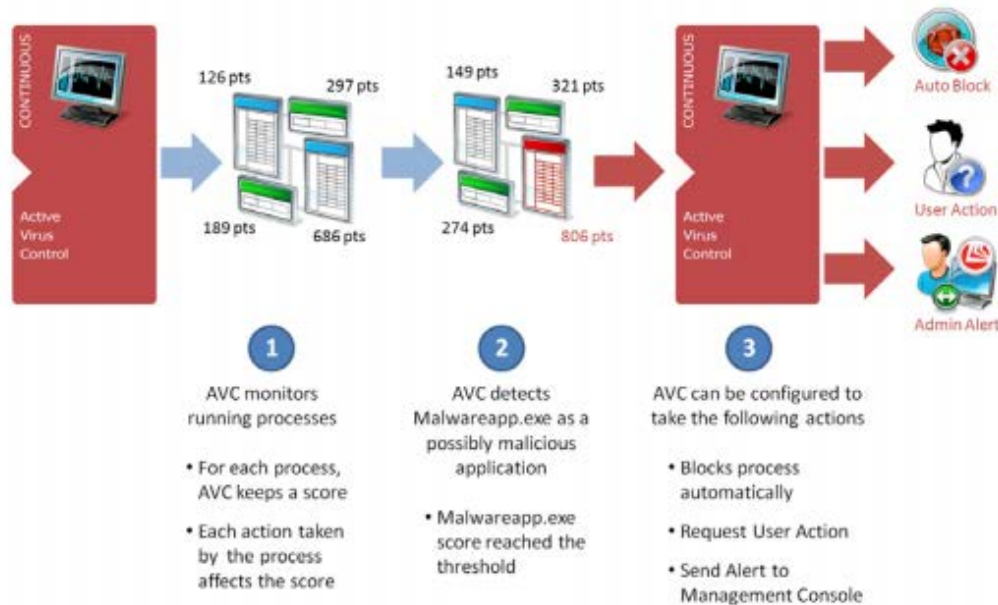 CONTINUOUS
Active
Virus
Control
126 pts
297 pts
189 pts
686 pts
149 pts
321 pts
274 pts
806 pts
CONTINUOUS
Active
Virus
Control
Auto Block
User Action
Admin Alert
1
AVC monitors
running processes
• For each process,
AVC keeps a score
• Each action taken
by the process
affects the score
2
AVC detects
Malwareapp.exe as a
possibly malicious
application
• Malwareapp.exe
score reached the
threshold
3
AVC can be configured to
take the following actions
• Blocks process
automatically
• Request User Action
• Send Alert to
Management Console